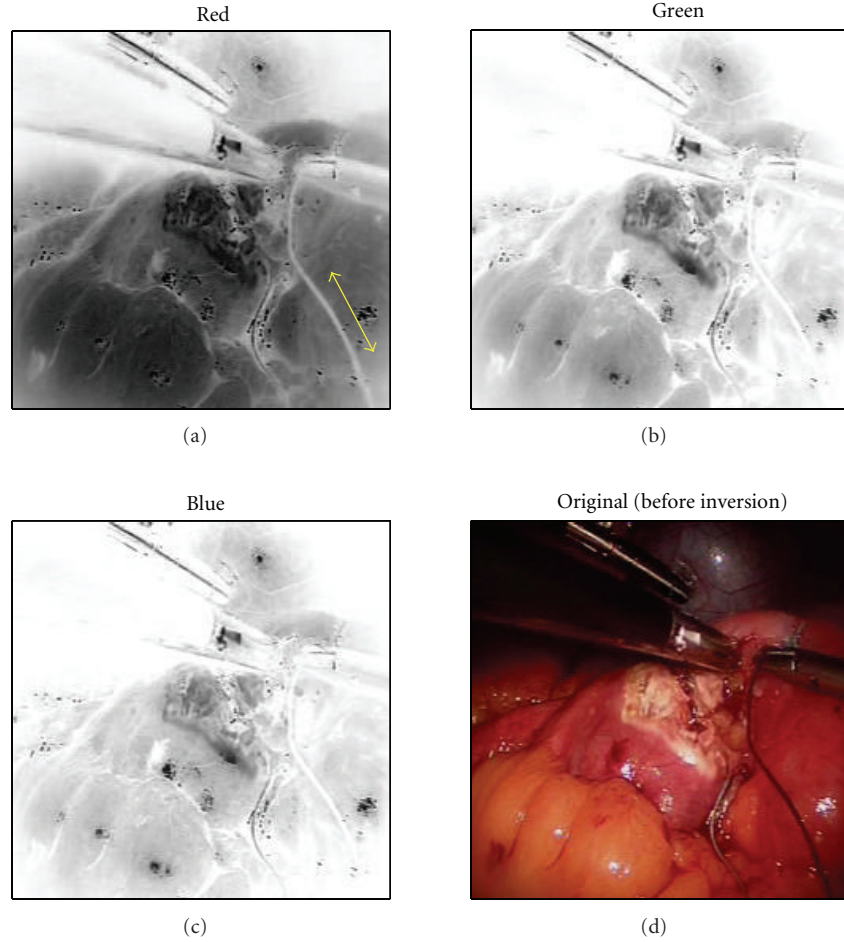 Red
Green
(a)
(b)
Blue
Original (before inversion)
(c)
(d)